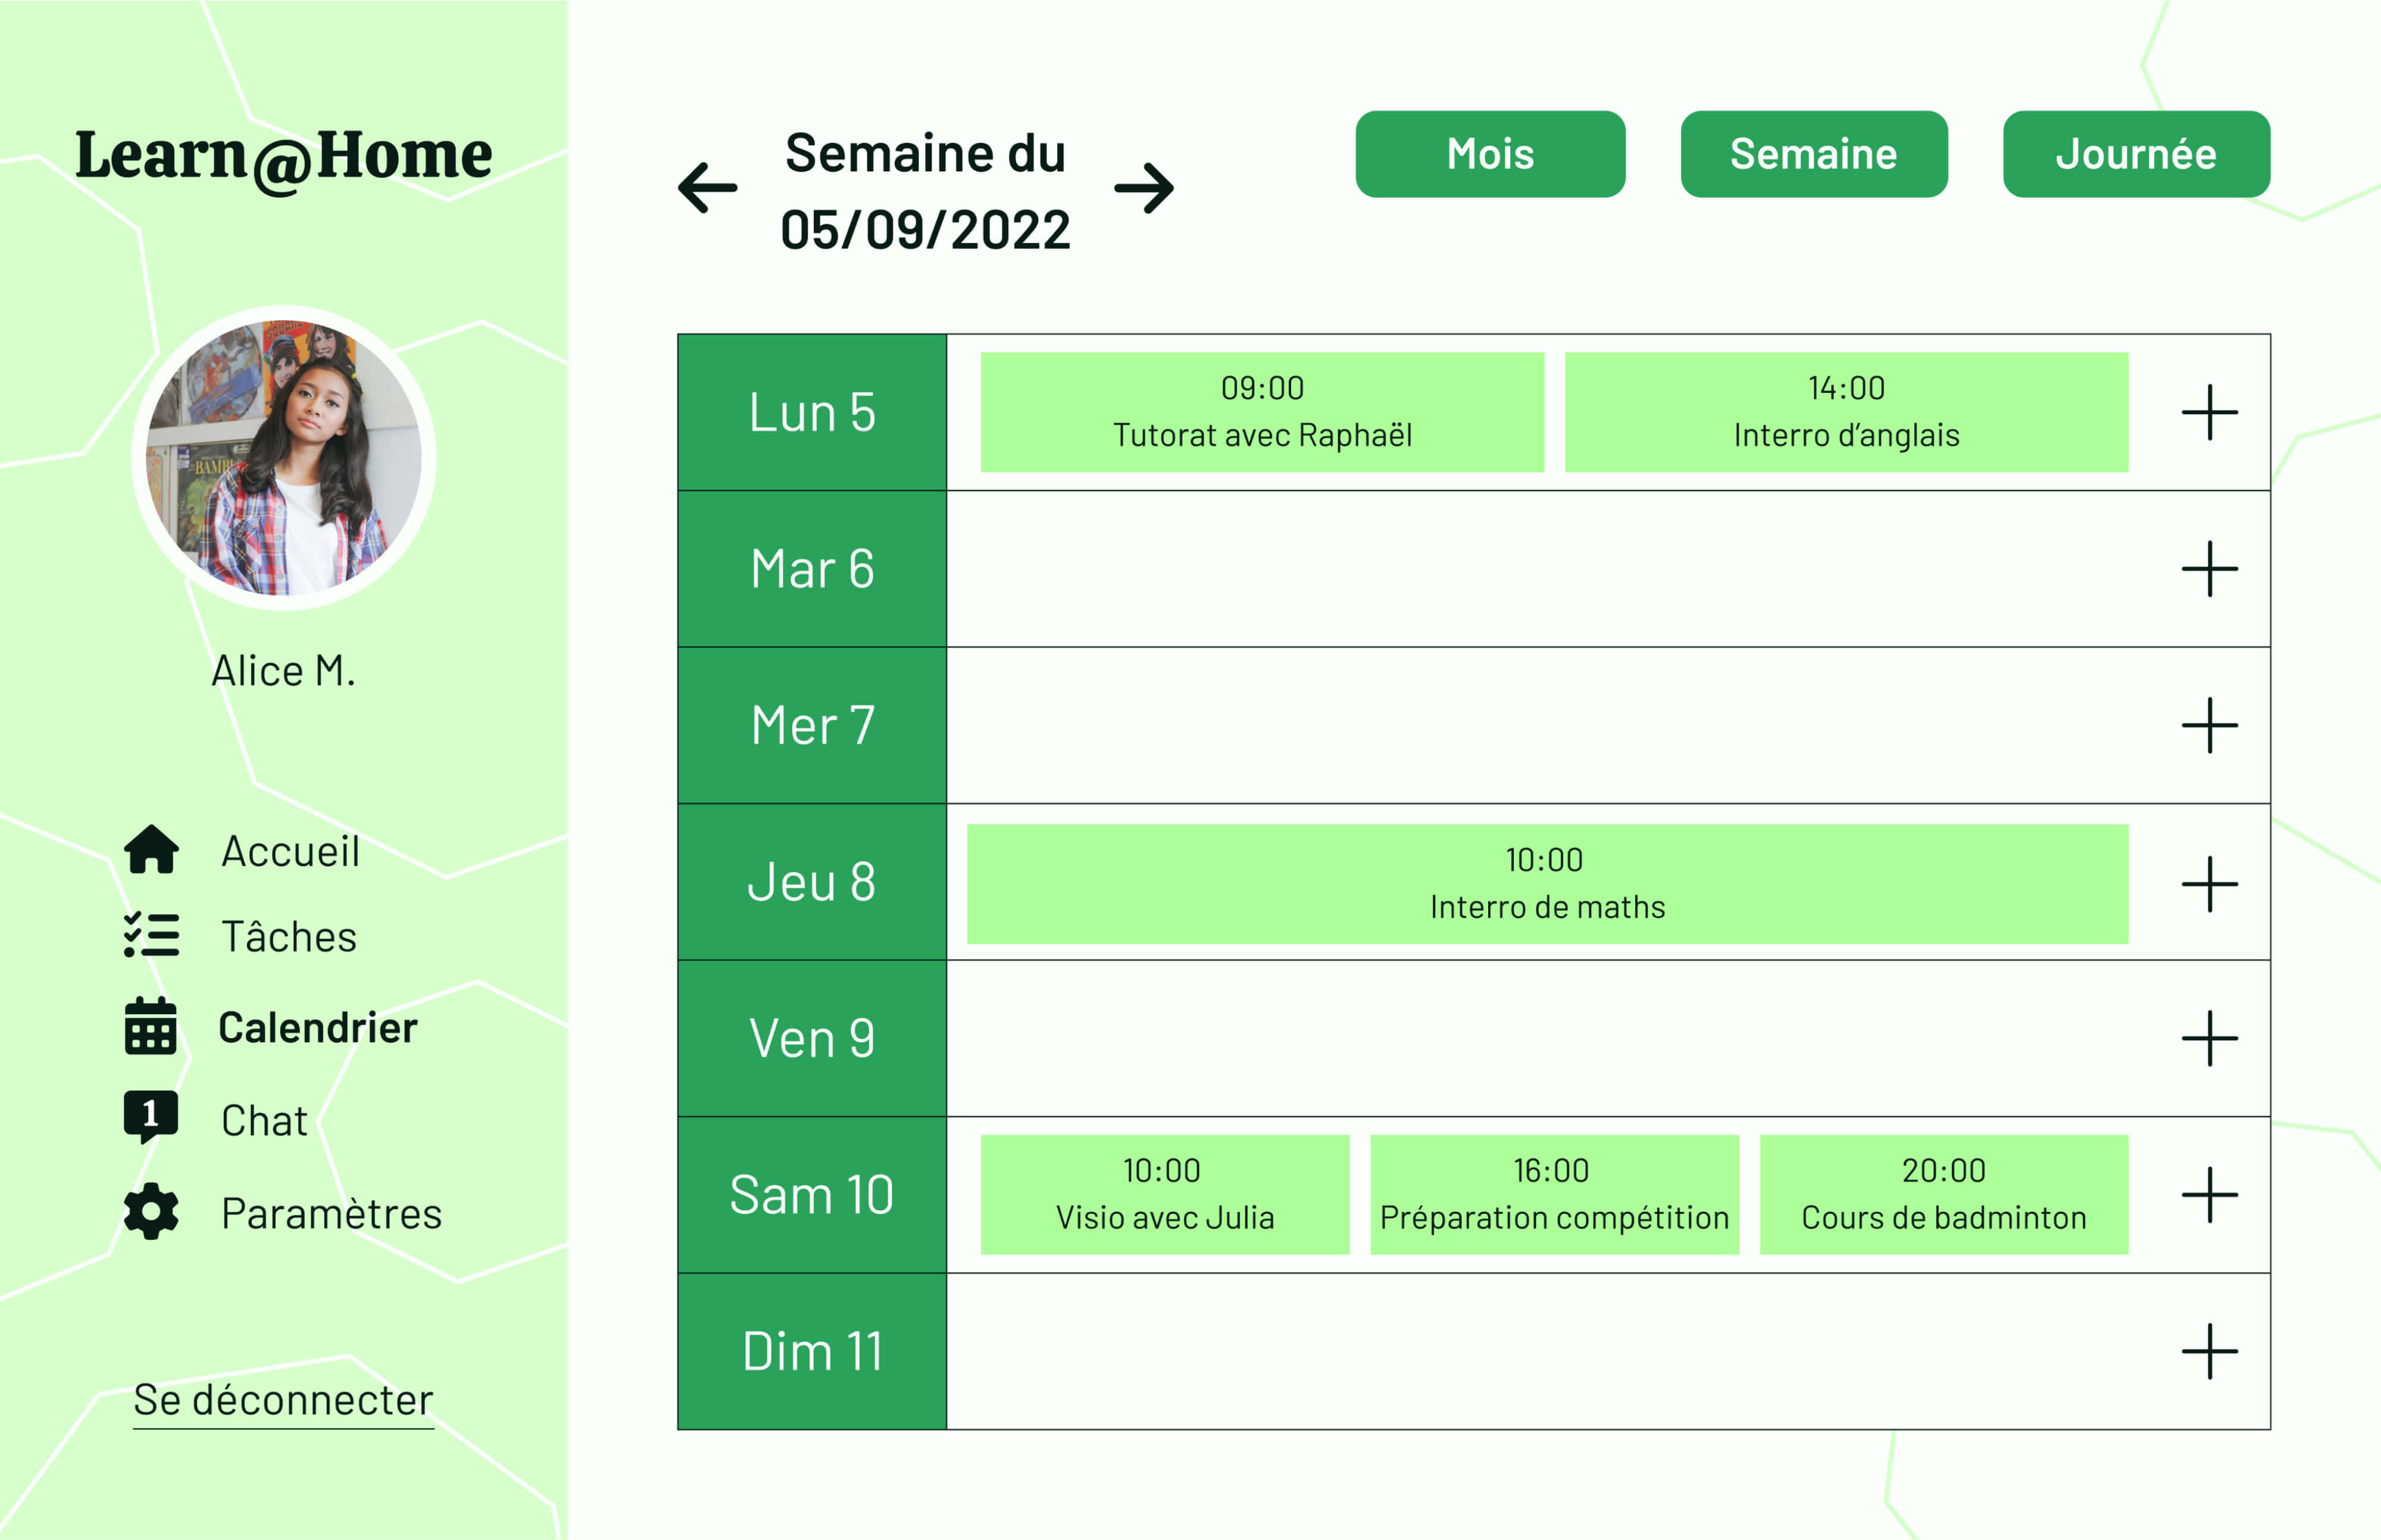 Learn@Home
SQUARE
BAMBI
Alice M.
Accueil
Tâches
Calendrier
1
Chat
Paramètres
Se déconnecter
Semaine du
05/09/2022
Mois
Semaine
Journée
Lun 5
09:00
Tutorat avec Raphaël
14:00
Interro d’anglais
Mar 6
Mer 7
Jeu 8
10:00
Interro de maths
Ven 9
Sam 10
10:00
Visio avec Julia
16:00
Préparation compétition
20:00
Cours de badminton
Dim 11